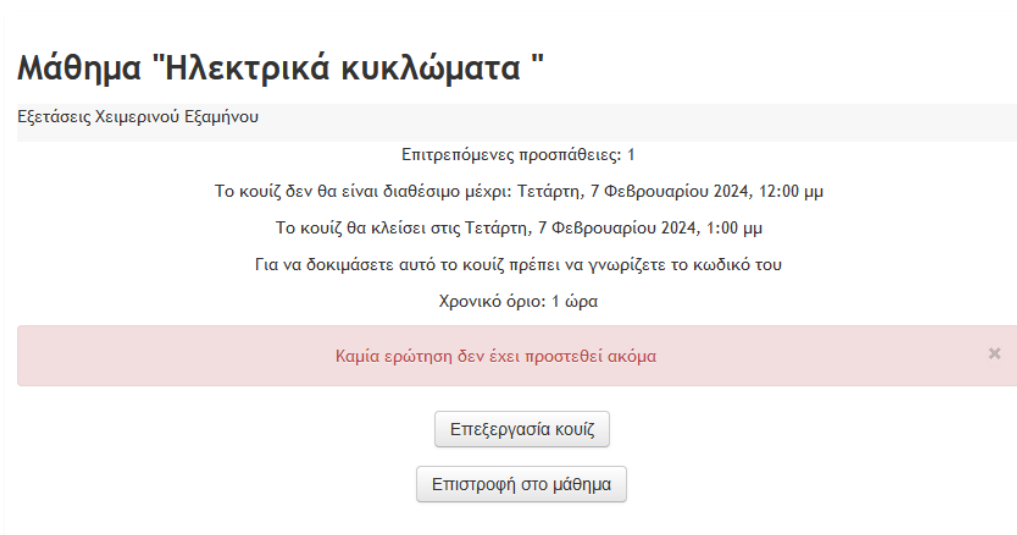 Μάθημα "Ηλεκτρικά κυκλώματα "
Εξετάσεις Χειμερινού Εξαμήνου
Επιτρεπόμενες προσπάθειες: 1
Το κουίζ δεν θα είναι διαθέσιμο μέχρι: Τετάρτη, 7 Φεβρουαρίου 2024, 12:00 μμ
Το κουίζ θα κλείσει στις Τετάρτη, 7 Φεβρουαρίου 2024, 1:00 μμ
Για να δοκιμάσετε αυτό το κουίζ πρέπει να γνωρίζετε το κωδικό του
Χρονικό όριο: 1 ώρα
Καμία ερώτηση δεν έχει προστεθεί ακόμα
×
Επεξεργασία κουίζ
Επιστροφή στο μάθημα